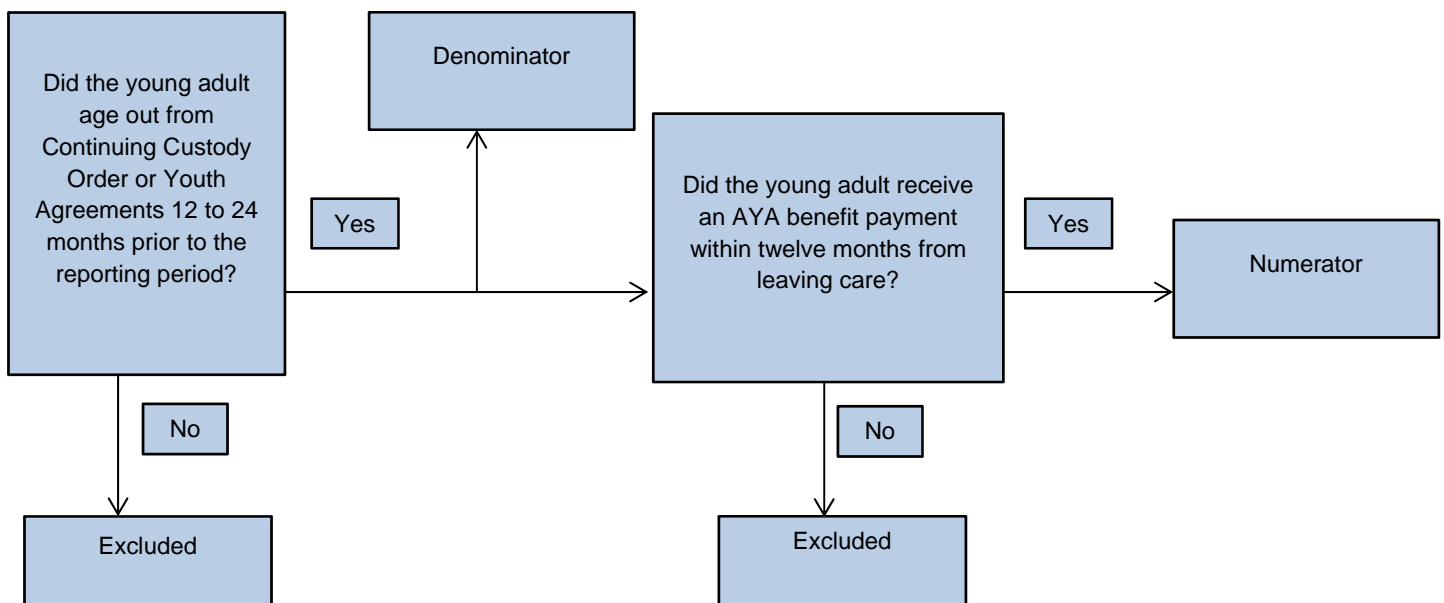 Did the young adult
age out from
Continuing Custody
Order or Youth
Agreements 12 to 24
months prior to the
reporting period?
Yes
Denominator
Did the young adult receive
an AYA benefit payment
within twelve months from
leaving care?
Yes
Numerator
No
Excluded
No
Excluded